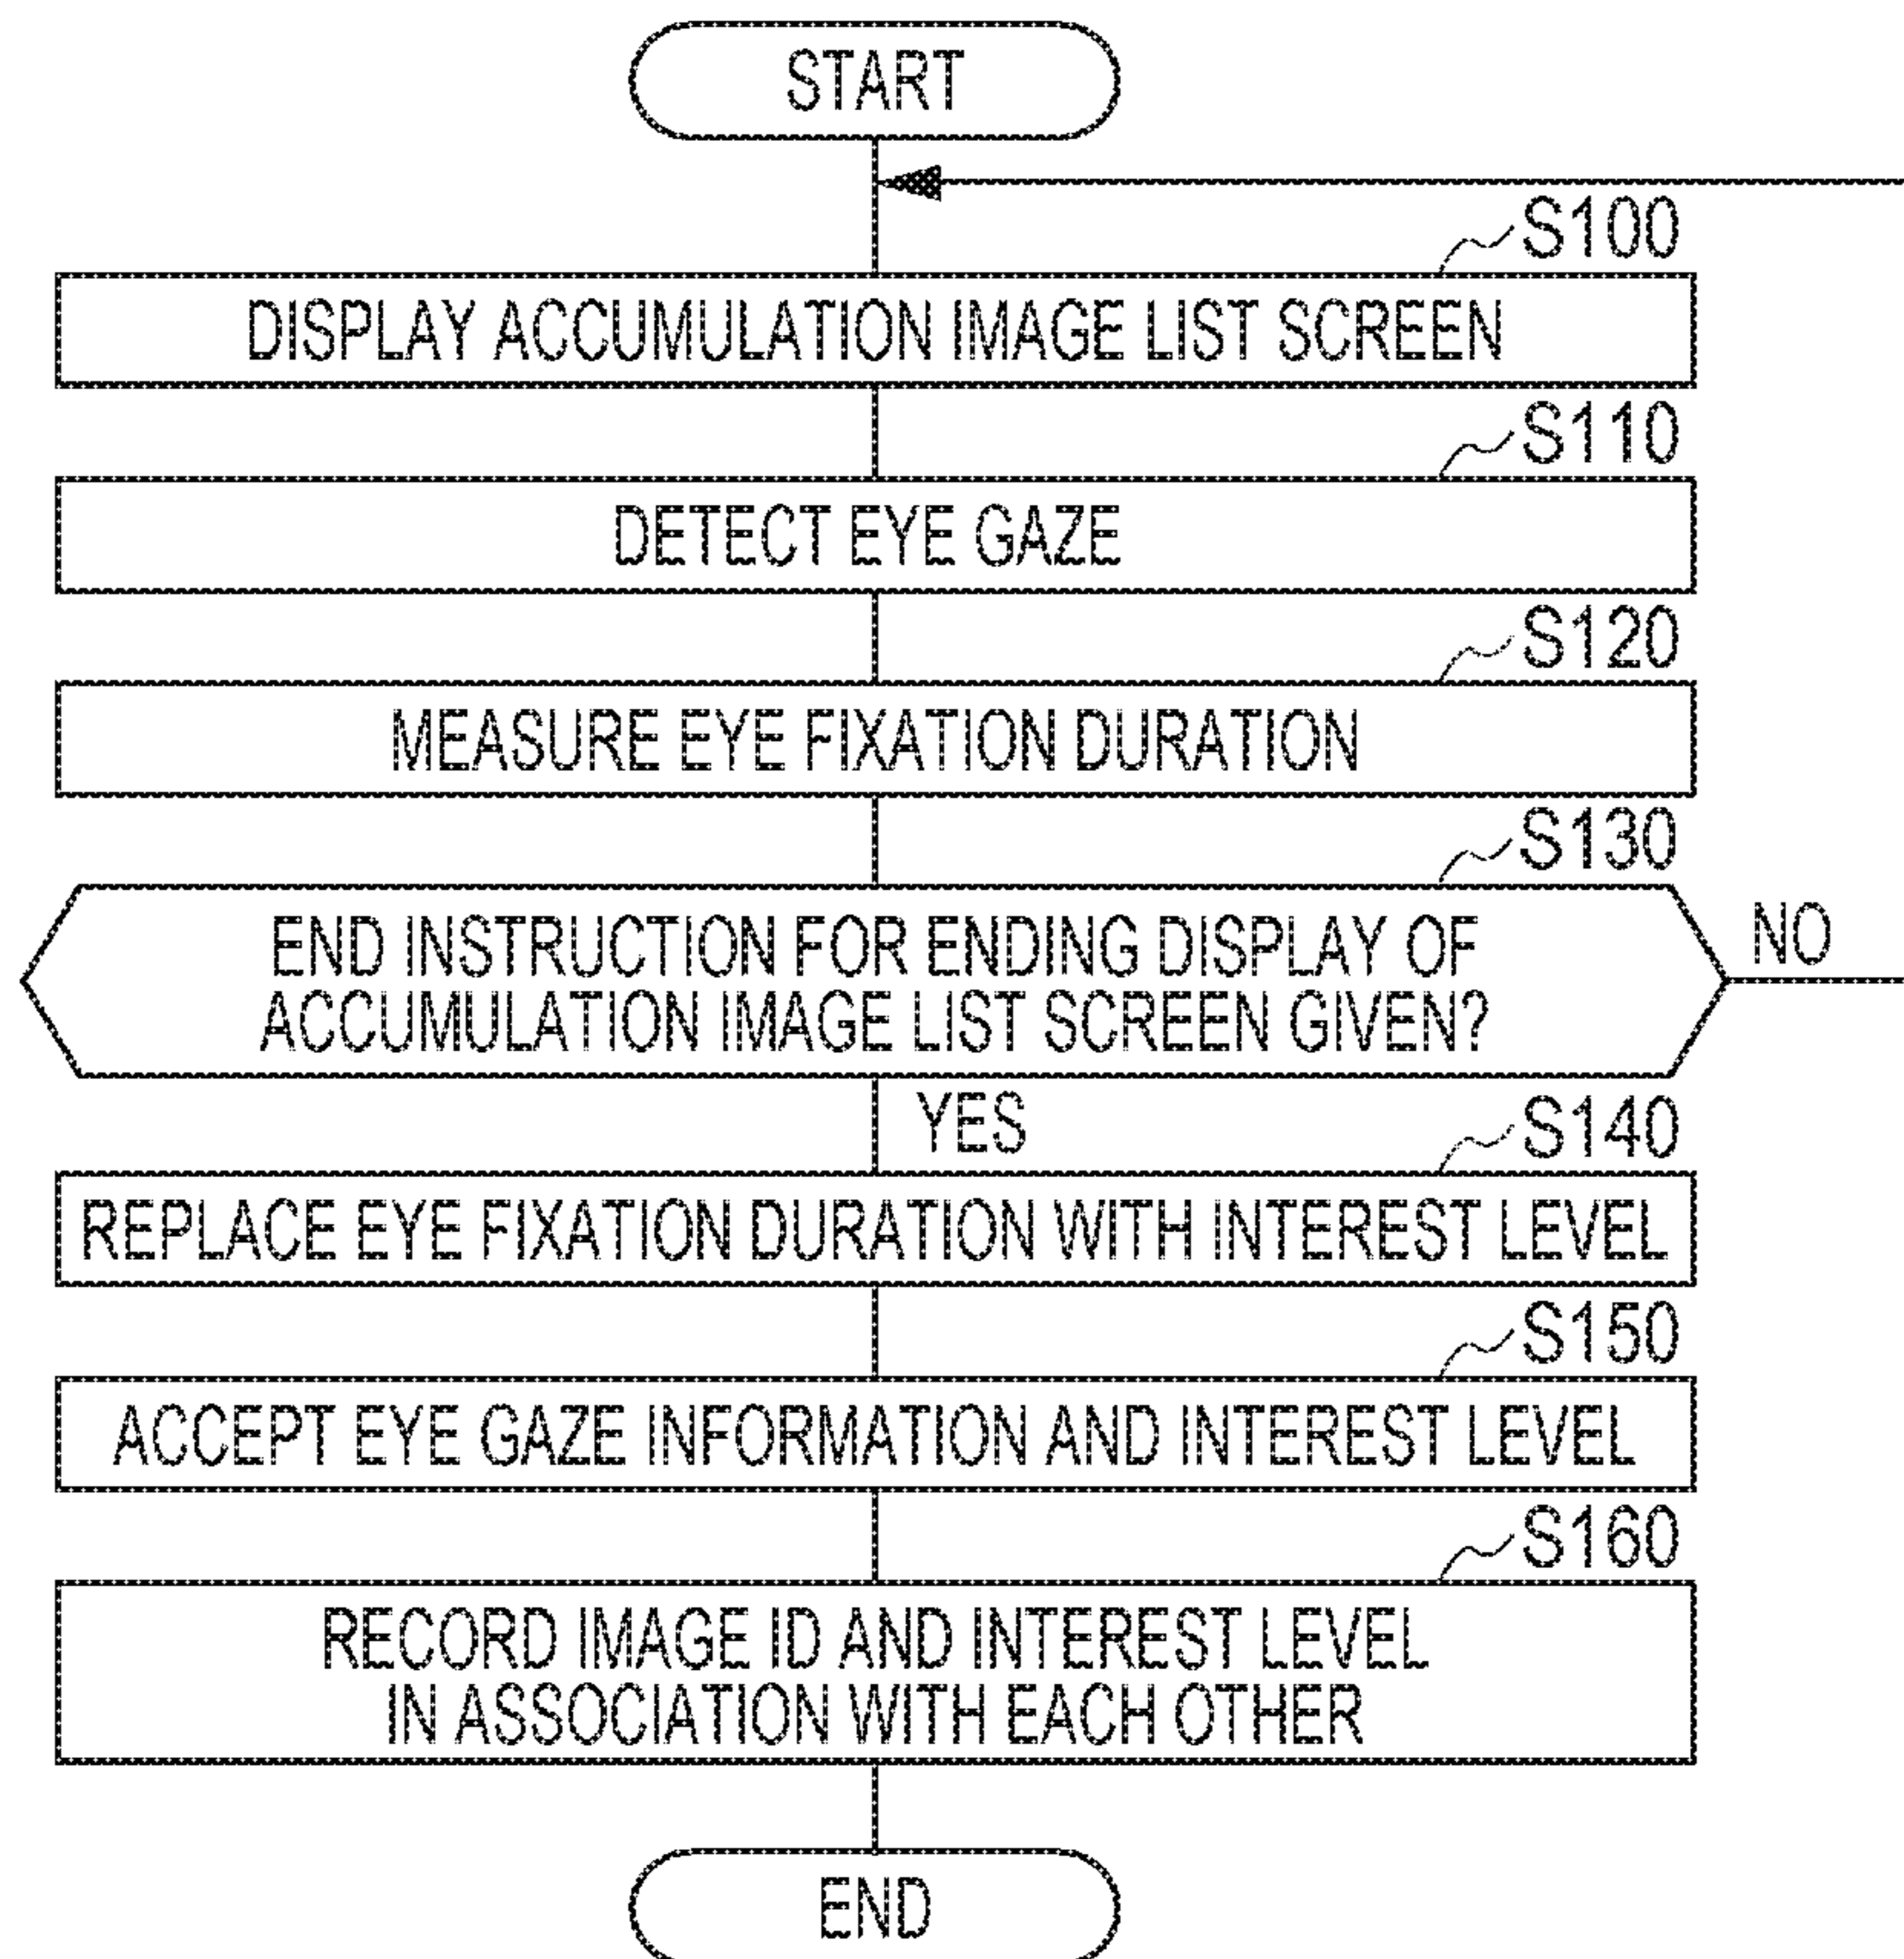 START
S100
DISPLAY ACCUMULATION IMAGE LIST SCREEN
S110
DETECT EYE GAZE
S120
MEASURE EYE FIXATION DURATION
S130
END INSTRUCTION FOR ENDING DISPLAY OF
ACCUMULATION IMAGE LIST SCREEN GIVEN?
NO
YES
S140
REPLACE EYE FIXATION DURATION WITH INTEREST LEVEL
S150
ACCEPT EYE GAZE INFORMATION AND INTEREST LEVEL
S160
RECORD IMAGE ID AND INTEREST LEVEL
IN ASSOCIATION WITH EACH OTHER
END